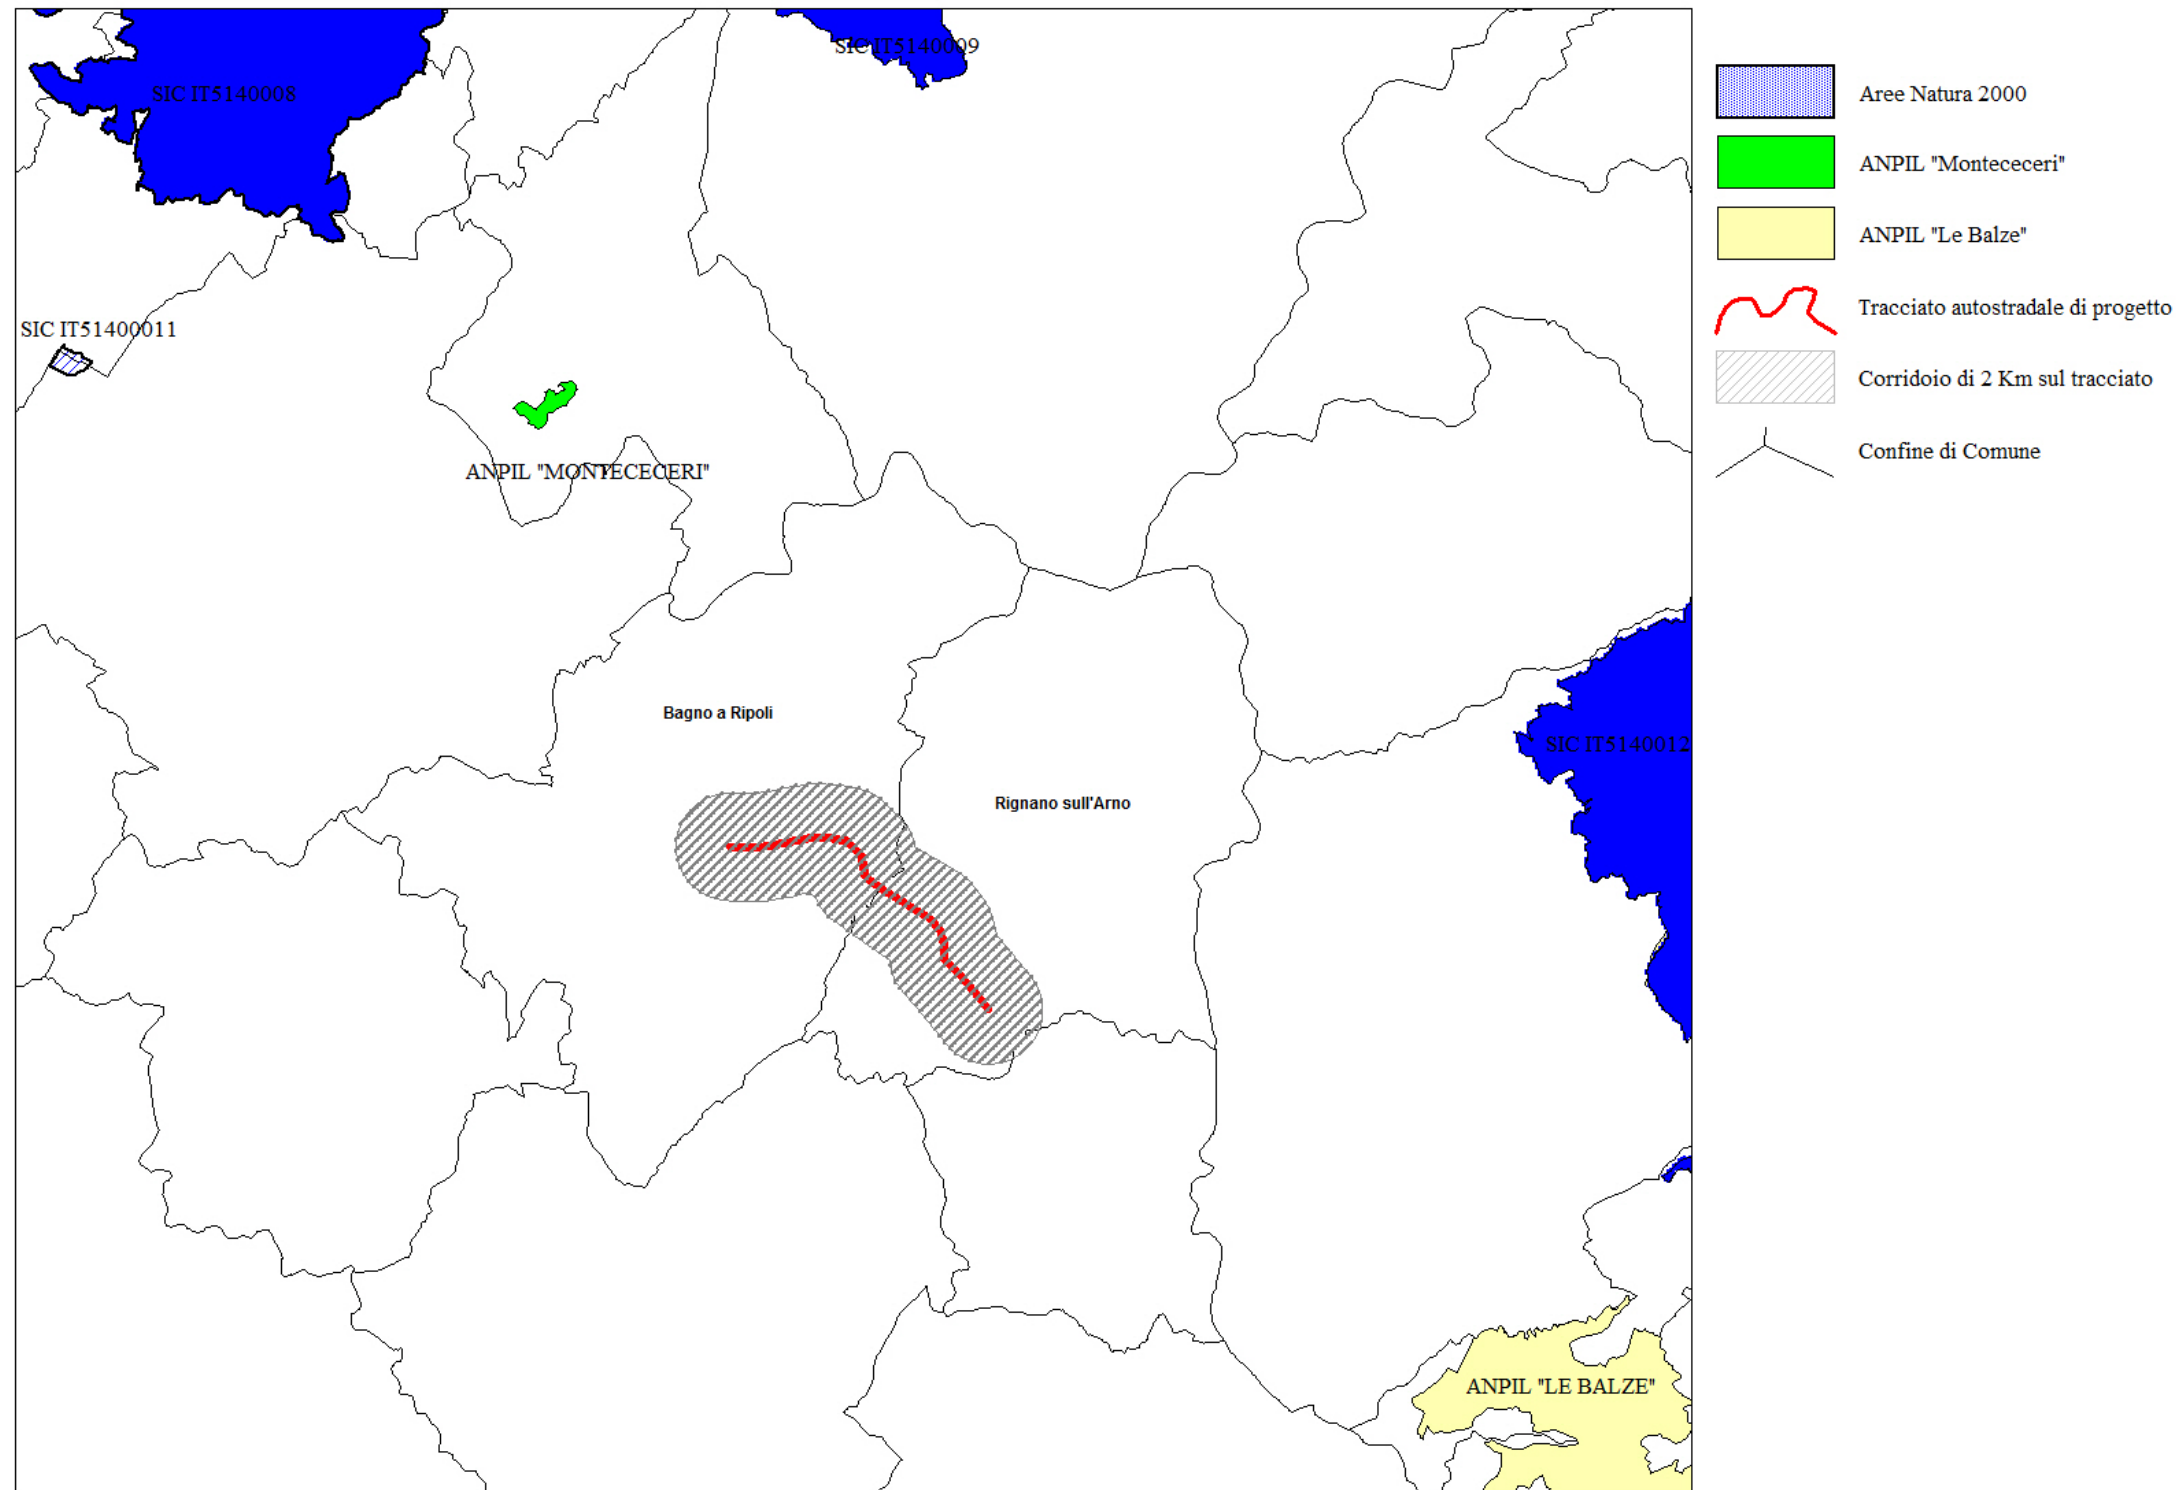 SIC IT5140009
SIC IT5140008
SIC IT51400011
ANPIL "MONTECECERI"
Bagno a Ripoli
SIC IT5140012
Rignano sull'Arno
ANPIL "LE BALZE"
Aree Natura 2000
ANPIL "Montececeri"
ANPIL "Le Balze"
Tracciato autostradale di progetto
Corridoio di 2 Km sul tracciato
Confine di Comune